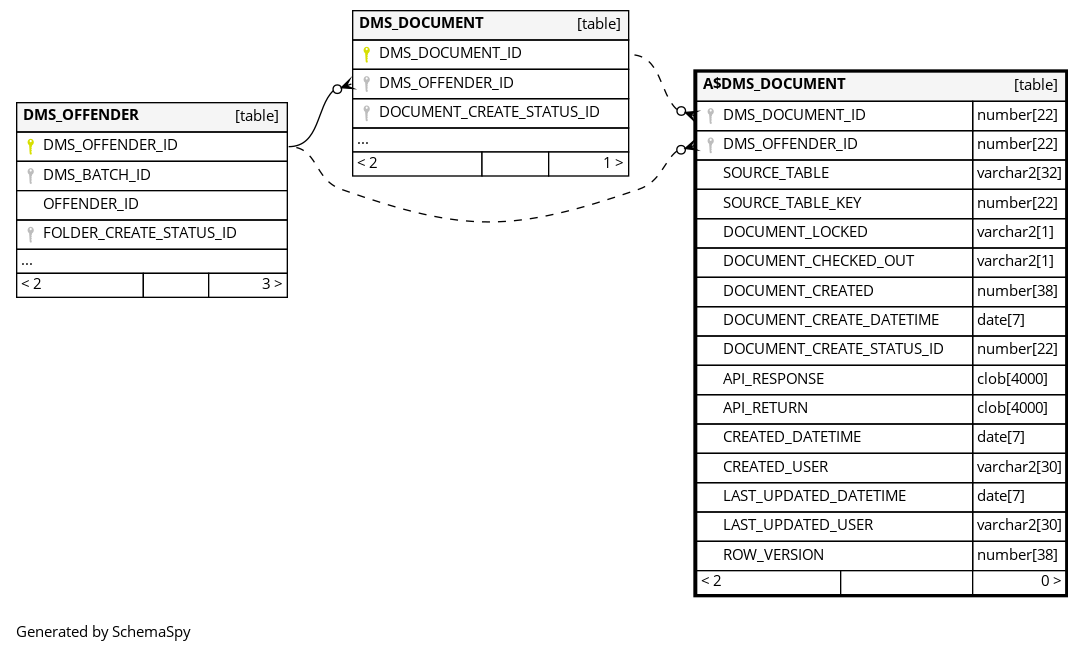 DMS_DOCUMENT [table]
DMS_DOCUMENT_ID
DMS_OFFENDER_ID
DOCUMENT_CREATE_STATUS_ID
...
< 2 1 >
DMS_OFFENDER [table]
DMS_OFFENDER_ID
DMS_BATCH_ID
OFFENDER_ID
FOLDER_CREATE_STATUS_ID
...
< 2 3 >
A$DMS_DOCUMENT [table]
DMS_DOCUMENT_ID number[22]
DMS_OFFENDER_ID number[22]
SOURCE_TABLE varchar2[32]
SOURCE_TABLE_KEY number[22]
DOCUMENT_LOCKED varchar2[1]
DOCUMENT_CHECKED_OUT varchar2[1]
DOCUMENT_CREATED number[38]
DOCUMENT_CREATE_DATETIME date[7]
DOCUMENT_CREATE_STATUS_ID number[22]
API_RESPONSE clob[4000]
API_RETURN clob[4000]
CREATED_DATETIME date[7]
CREATED_USER varchar2[30]
LAST_UPDATED_DATETIME date[7]
LAST_UPDATED_USER varchar2[30]
ROW_VERSION number[38]
< 2 0 >
Generated by SchemaSpy